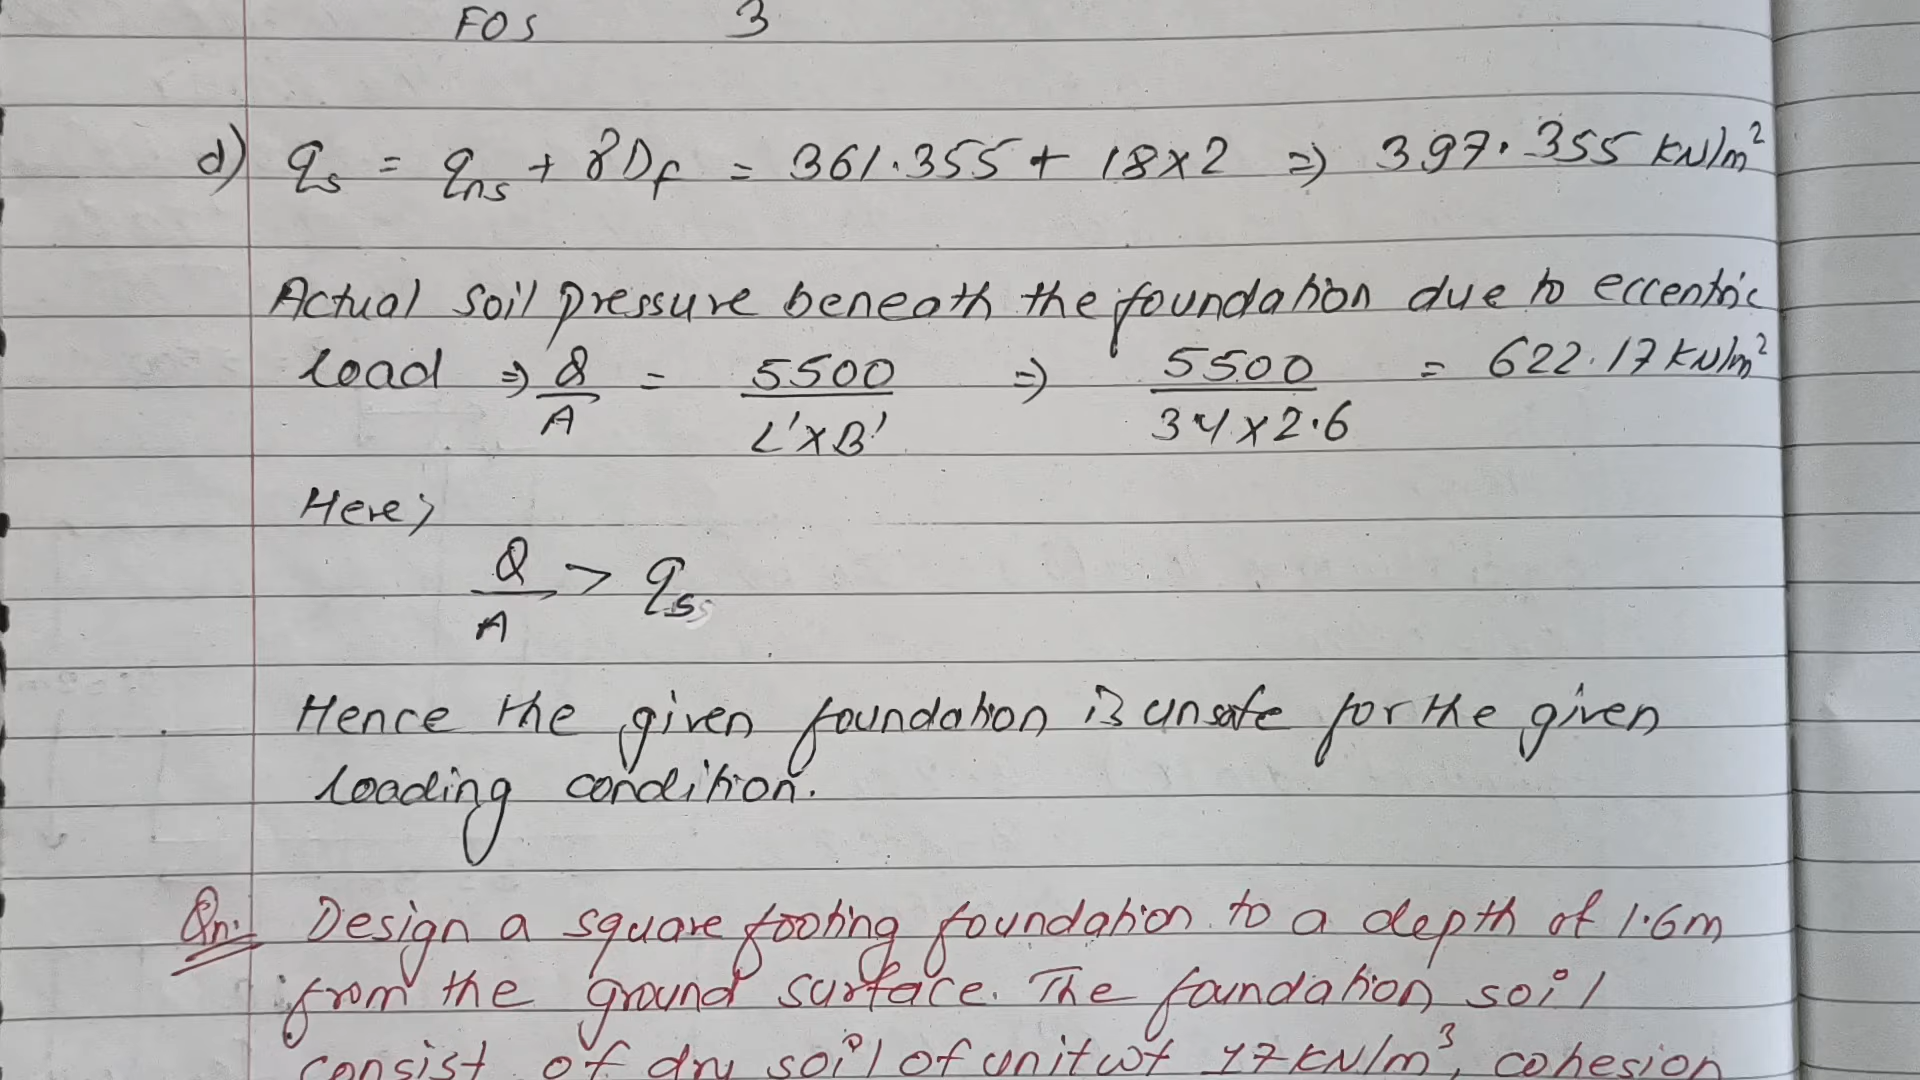 FOS 3
d) qs = qns + γDf = 361.355 + 18×2 ⇒ 397.355 KN/m²
Actual soil pressure beneath the foundation due to eccentric
load ⇒ Q/A = 5500/L'×B' ⇒ 5500/34×2.6 = 622.17 KN/m²
Here,
Q/A > qs
Hence the given foundation is unsafe for the given
loading condition.
Qn. Design a square footing foundation to a depth of 1.6m
from the ground surface. The foundation soil
consist of dry soil of unit wt 17 KN/m³, cohesion